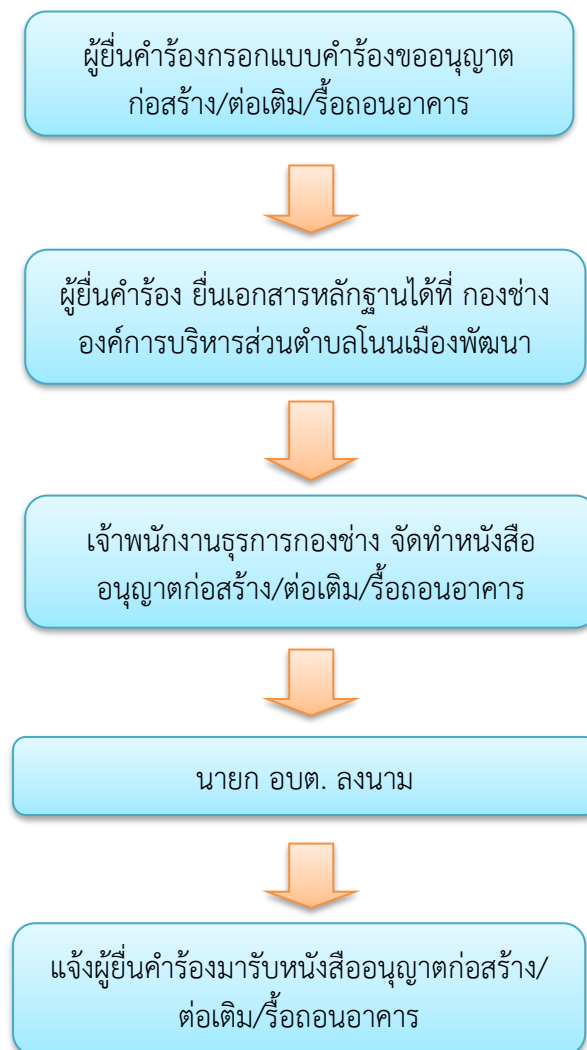 ผู้ยื่นคำร้องกรอกแบบคำร้องขออนุญาต
ก่อสร้าง/ต่อเติม/รื้อถอนอาคาร
ผู้ยื่นคำร้อง ยื่นเอกสารหลักฐานได้ที่ กองช่าง
องค์การบริหารส่วนตำบลโนนเมืองพัฒนา
เจ้าพนักงานธุรการกองช่าง จัดทำหนังสือ
อนุญาตก่อสร้าง/ต่อเติม/รื้อถอนอาคาร
นายก อบต. ลงนาม
แจ้งผู้ยื่นคำร้องมารับหนังสืออนุญาตก่อสร้าง/
ต่อเติม/รื้อถอนอาคาร